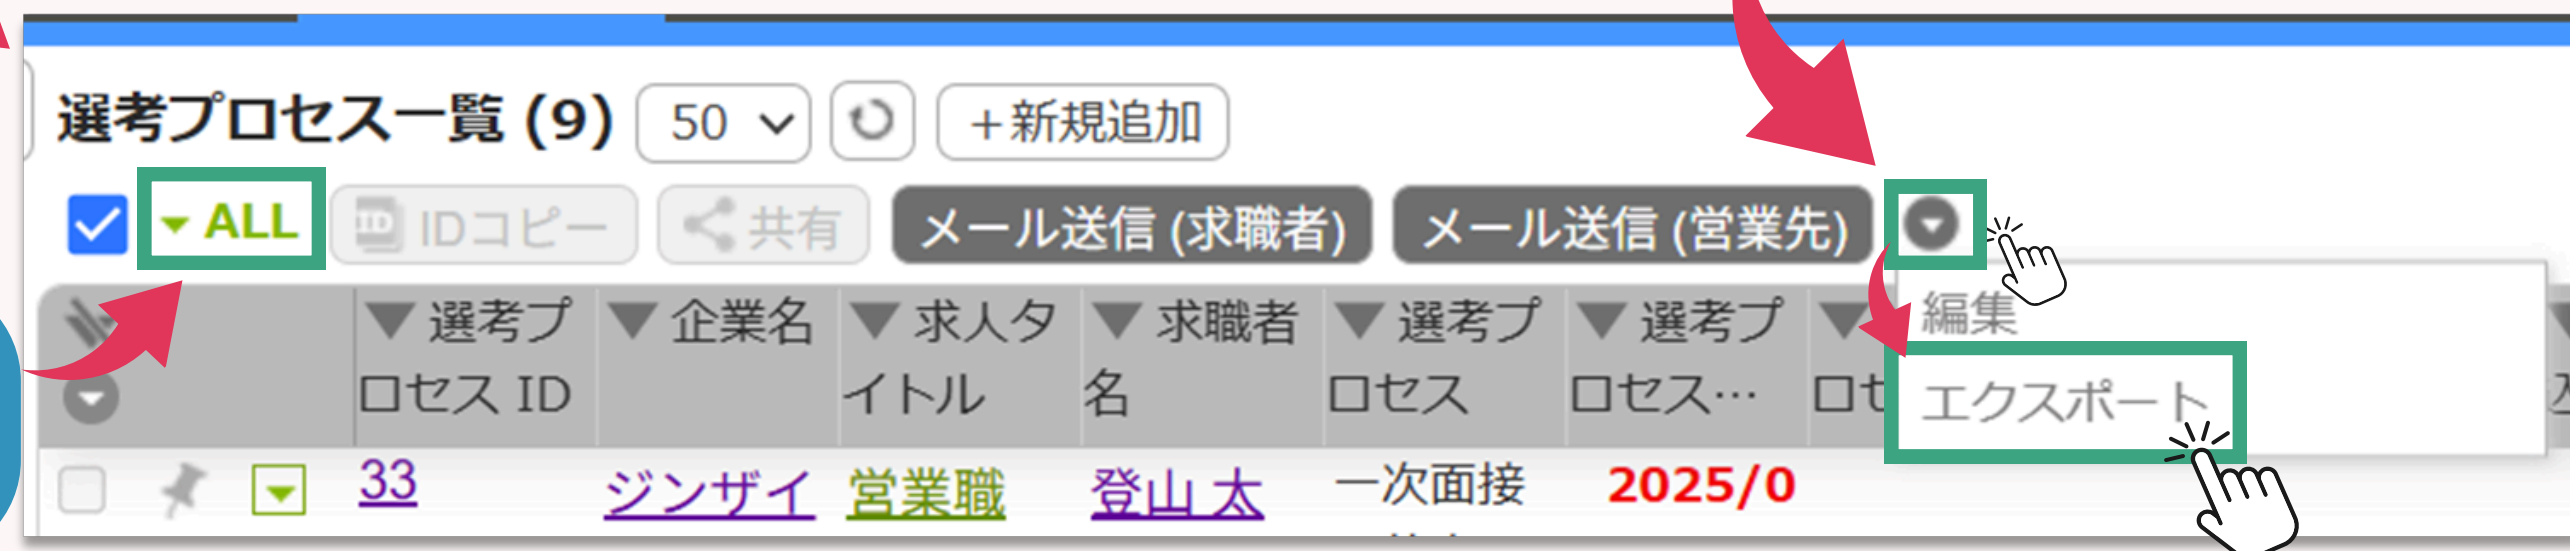 選考プロセス一覧 (9) 50 +新規追加
ALL IDコピー 共有 メール送信 (求職者) メール送信 (営業先)
編集
エクスポート
選考プロセス ID 企業名 求人タイトル 求職者名 選考プロセス 選考プロセス… ロセ
33 ジンザイ 営業職 登山 太 一次面接 2025/0